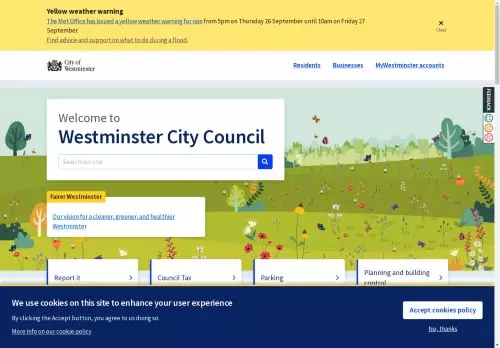 Yellow weather warning
The Met Office has issued a yellow weather warning for rain from 5pm on Thursday 26 September until 10am on Friday 27
September.
Find advice and support on what to do during a flood.
×
Close
City of
Westminster
Residents
Businesses
MyWestminster accounts
FEEDBACK
Welcome to
Westminster City Council
Search our site
Fairer Westminster
Our vision for a cleaner, greener, and healthier
Westminster
Report it
Council Tax
Parking
Planning and building
control
We use cookies on this site to enhance your user experience
By clicking the Accept button, you agree to us doing so.
More info on our cookie policy
Accept cookies policy
No, thanks